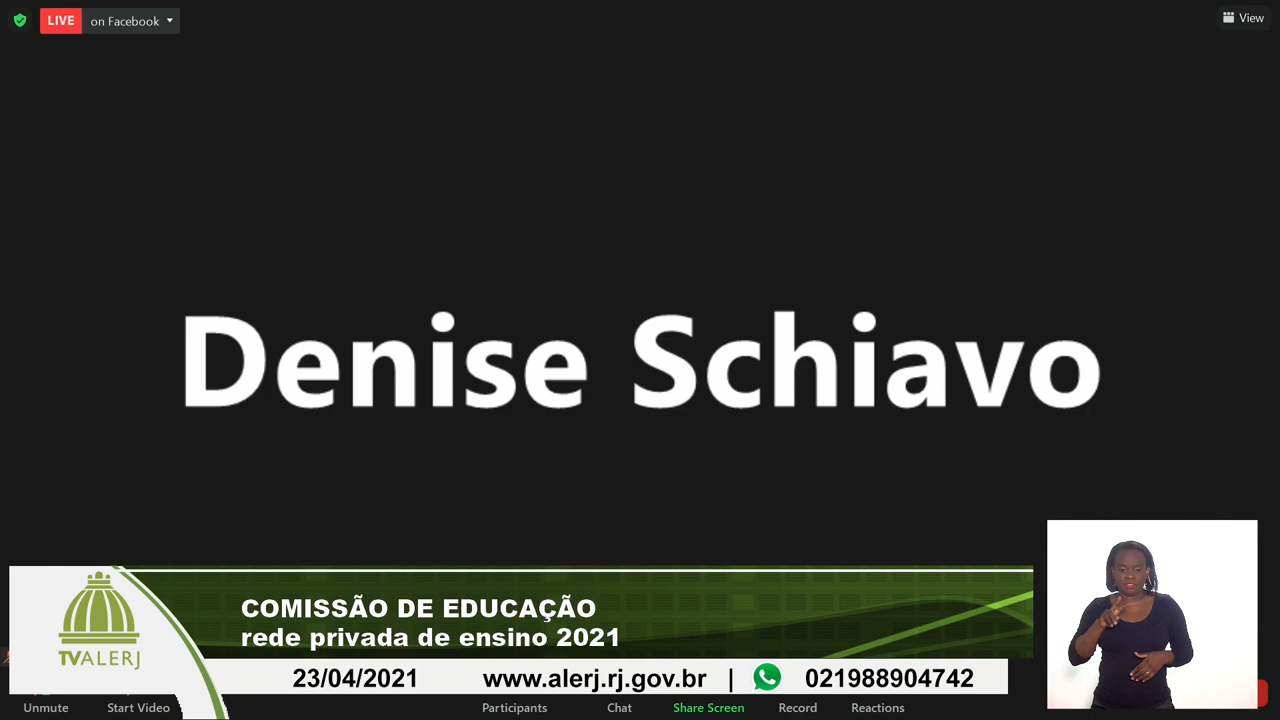 LIVE on Facebook
View
Denise Schiavo
COMISSÃO DE EDUCAÇÃO
rede privada de ensino 2021
TVALERJ
23/04/2021 www.alerj.rj.gov.br | 021988904742
Unmute Start Video Participants Chat Share Screen Record Reactions